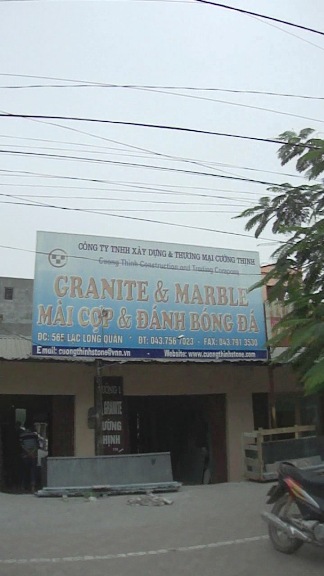 CÔNG TY TNHH XÂY DỰNG & THƯƠNG MẠI CƯỜNG THỊNH
Cuong Thinh Construction and Trading Company
GRANITE & MARBLE
MÀI CỢP & ĐÁNH BÓNG ĐÁ
ĐC: 565 LẠC LONG QUÂN * ĐT: 043.756 7023 - FAX: 043 791 3530
E.mail: cuongthinhstone@vnn.vn - Website: www.cuongthinhstone.com
GRANITE